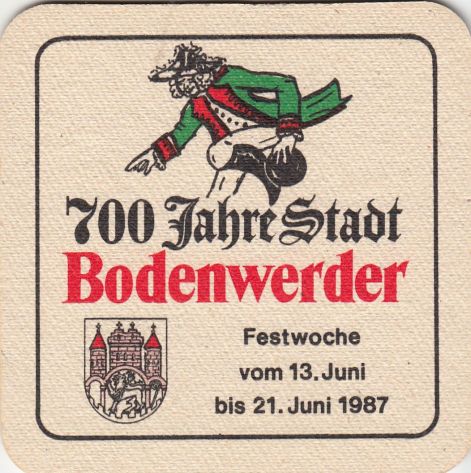 700 Jahre Stadt
Bodenwerder
Festwoche
vom 13. Juni
bis 21. Juni 1987